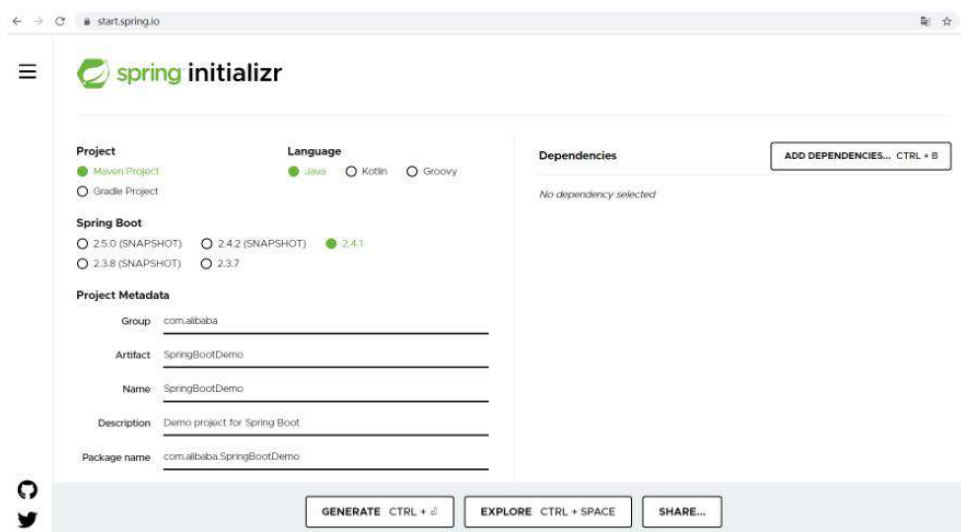 start.spring.io
spring initializr
Project
Maven Project
Gradle Project
Language
Java Kotlin Groovy
Spring Boot
2.5.0 (SNAPSHOT) 2.4.2 (SNAPSHOT) 2.4.1
2.3.8 (SNAPSHOT) 2.3.7
Project Metadata
Group com.alibaba
Artifact SpringBootDemo
Name SpringBootDemo
Description Demo project for Spring Boot
Package name com.alibaba.SpringBootDemo
Dependencies
ADD DEPENDENCIES... CTRL + B
No dependency selected
GENERATE CTRL + ⏎
EXPLORE CTRL + SPACE
SHARE...